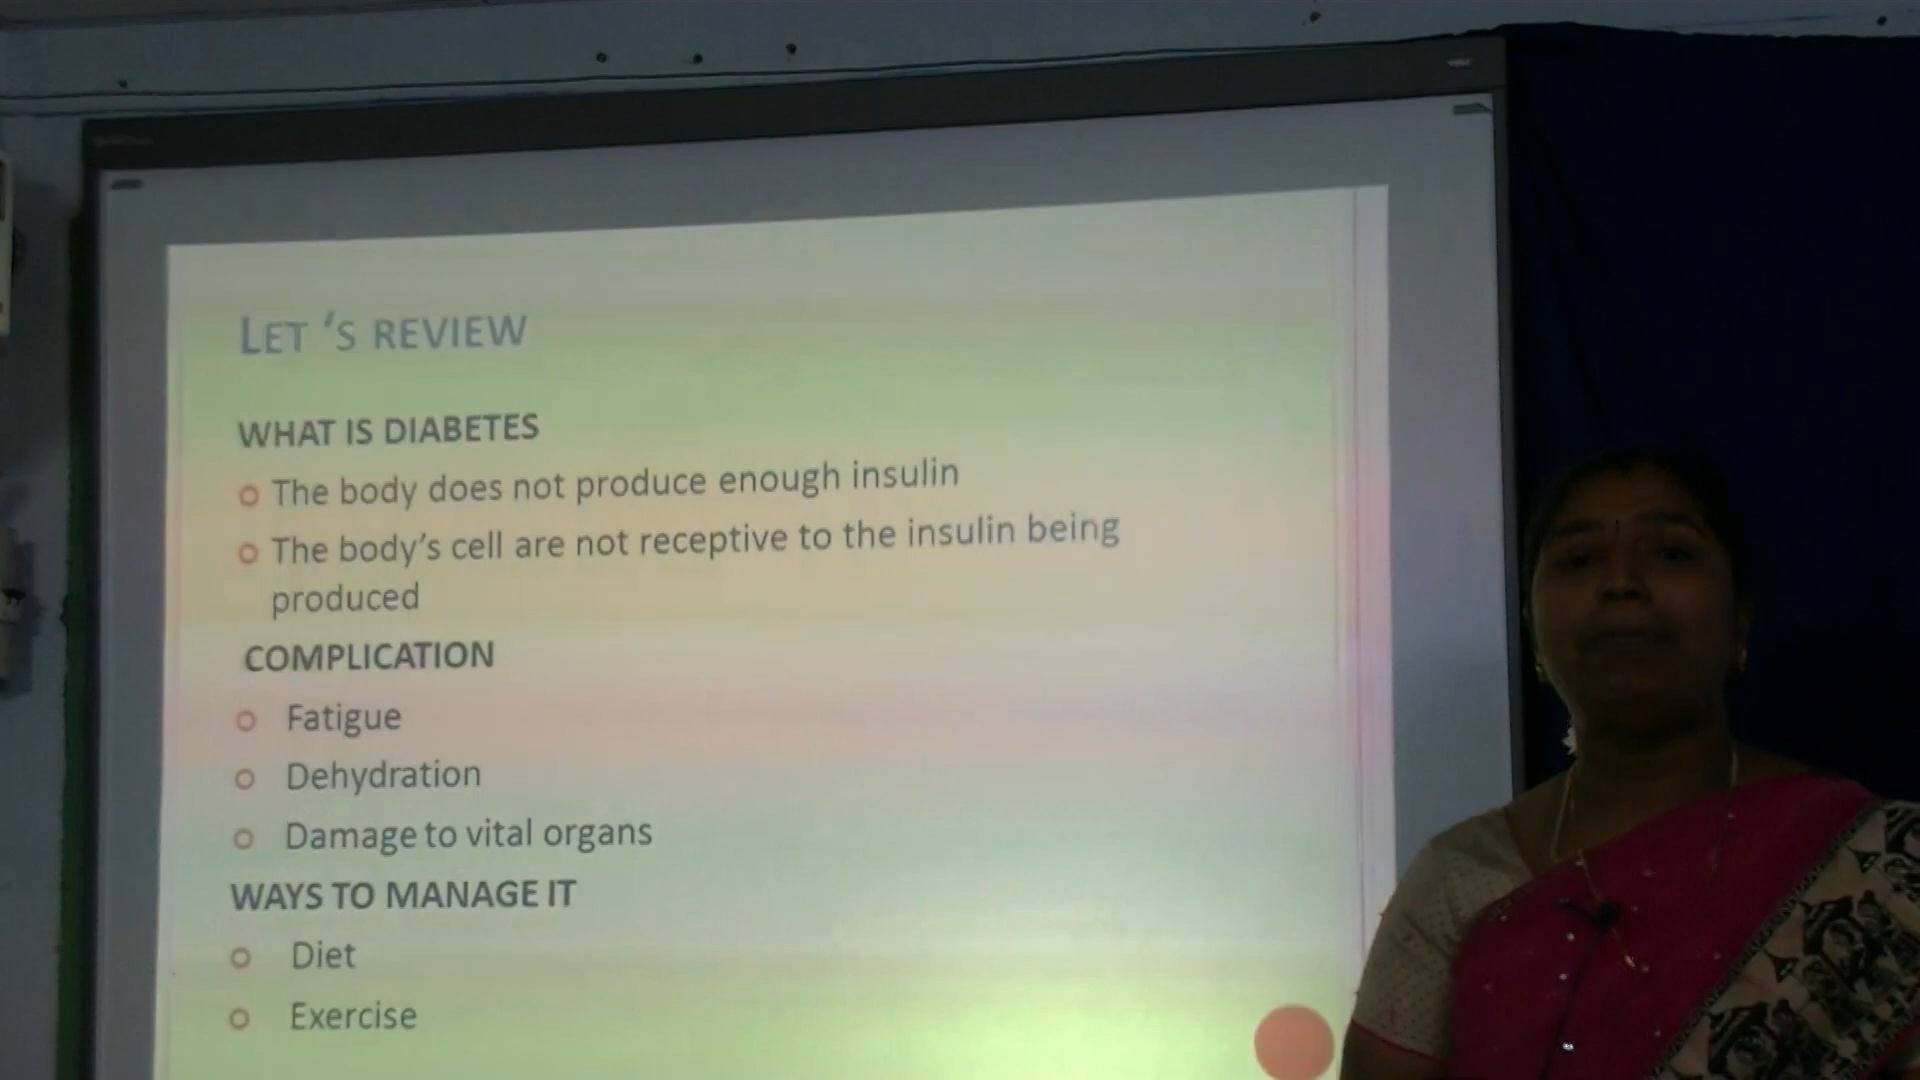 LET 'S REVIEW
WHAT IS DIABETES
The body does not produce enough insulin
The body's cell are not receptive to the insulin being
produced
COMPLICATION
Fatigue
Dehydration
Damage to vital organs
WAYS TO MANAGE IT
Diet
Exercise